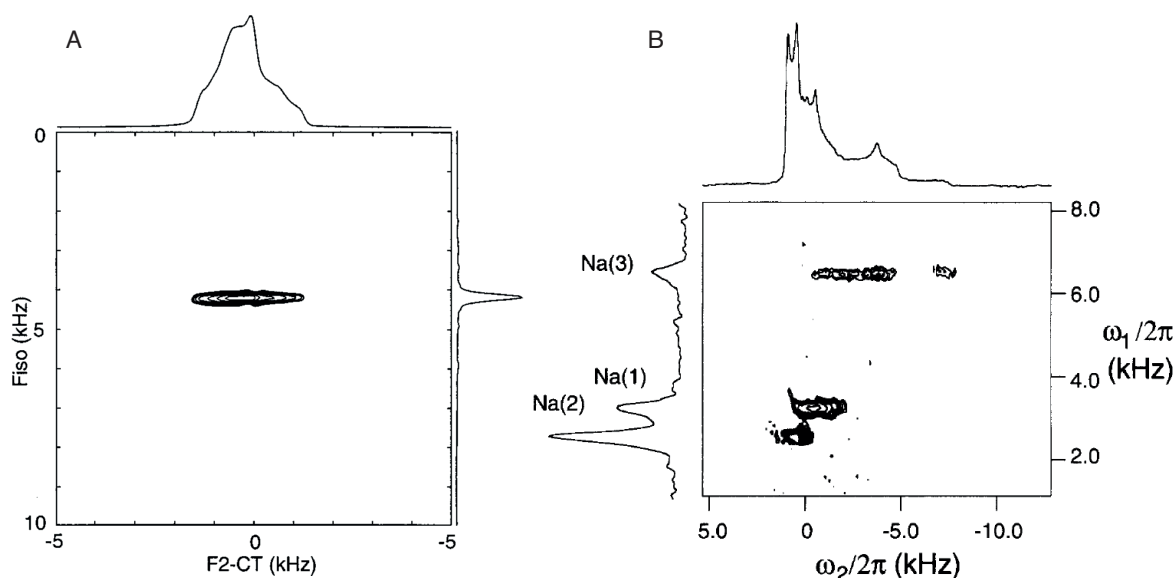 A
0
5
10
Fiso (kHz)
-5
0
-5
F2-CT (kHz)
B
Na(3)
Na(1)
Na(2)
8.0
6.0
4.0
2.0
ω1/2π
(kHz)
5.0
0
-5.0
-10.0
ω2/2π (kHz)